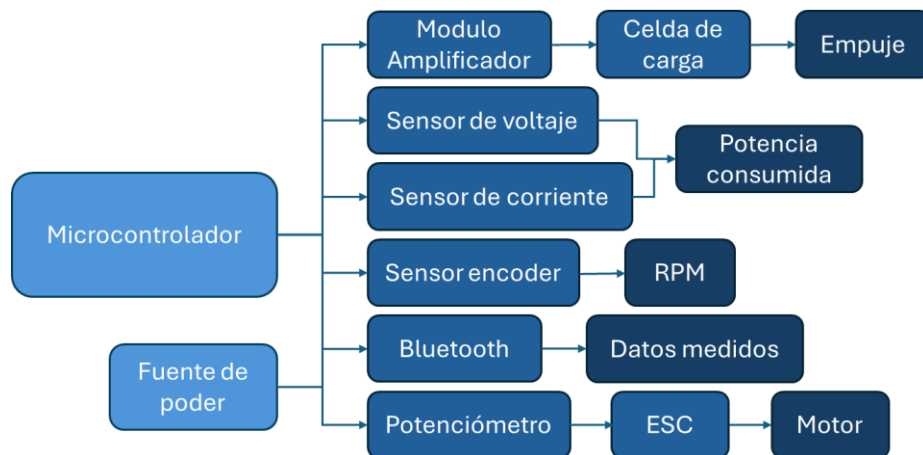 Modulo
Amplificador
Celda de
carga
Empuje
Sensor de voltaje
Potencia
consumida
Sensor de corriente
Microcontrolador
Sensor encoder
RPM
Bluetooth
Datos medidos
Fuente de
poder
Potenciómetro
ESC
Motor